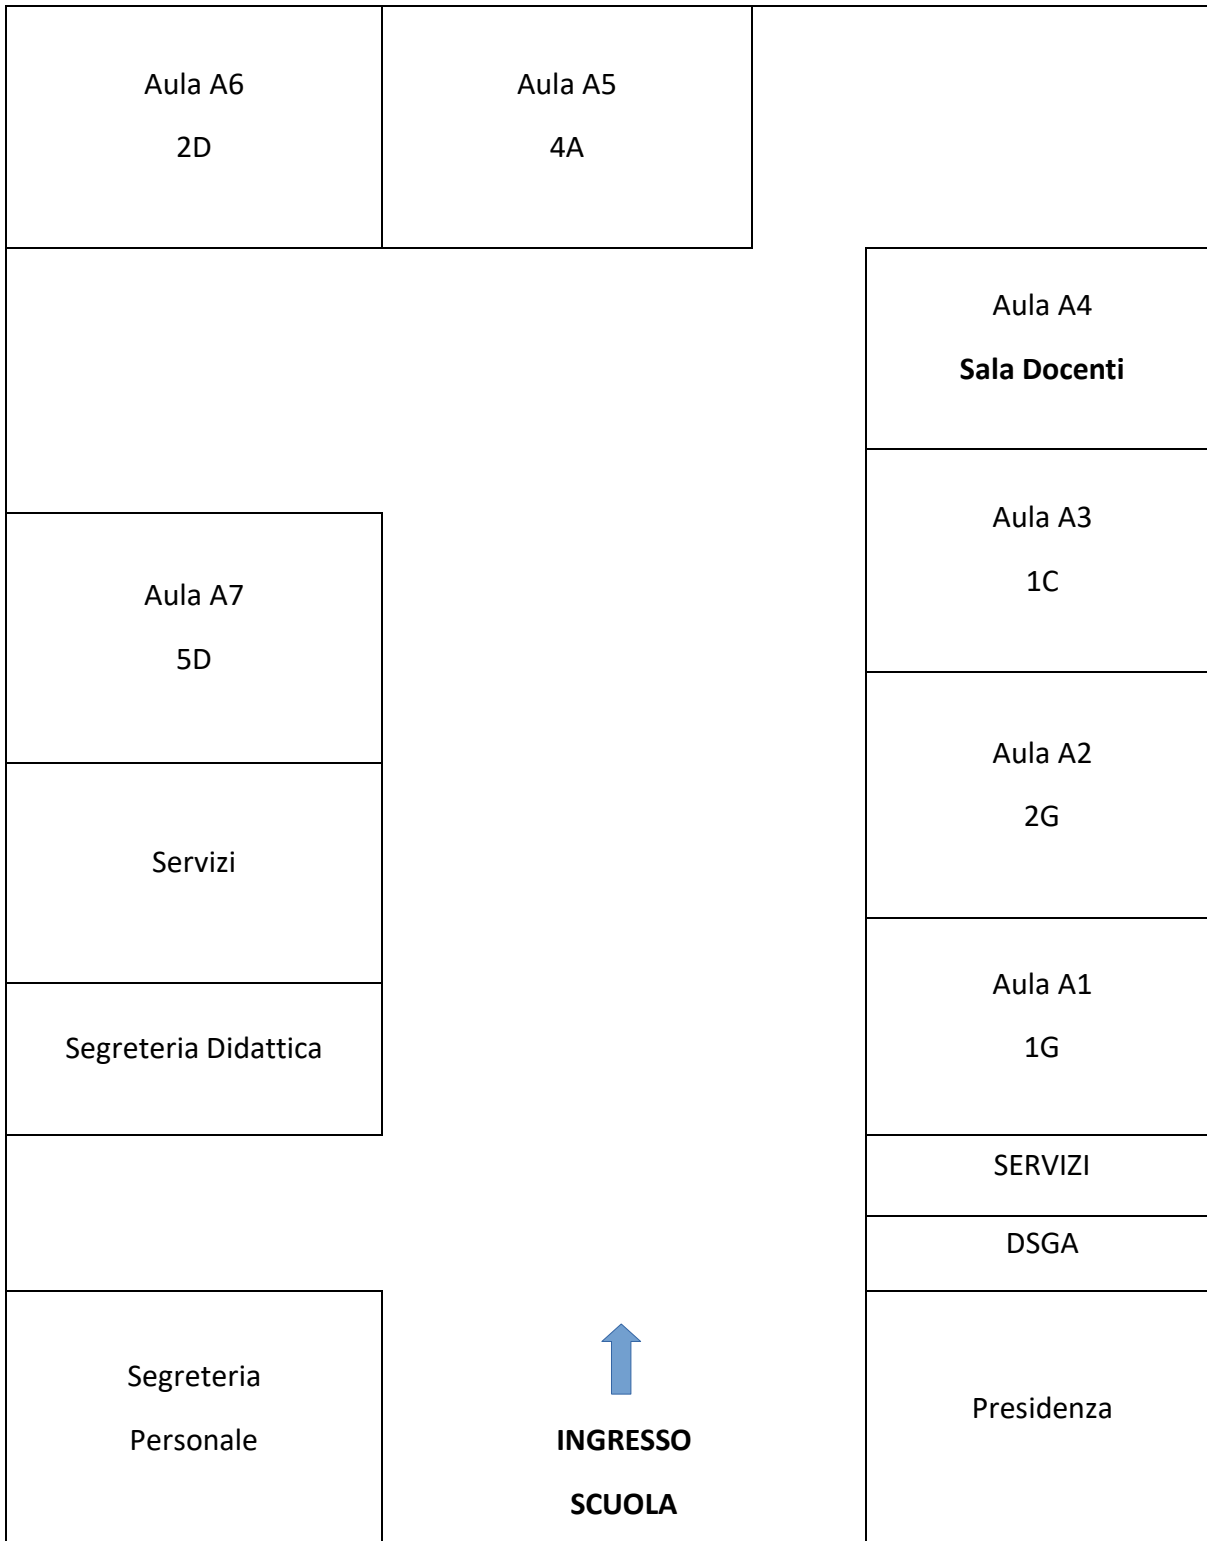 Aula A6
2D
Aula A5
4A
Aula A4
Sala Docenti
Aula A3
1C
Aula A7
5D
Aula A2
2G
Servizi
Aula A1
1G
Segreteria Didattica
SERVIZI
DSGA
Segreteria
Personale
INGRESSO
SCUOLA
Presidenza